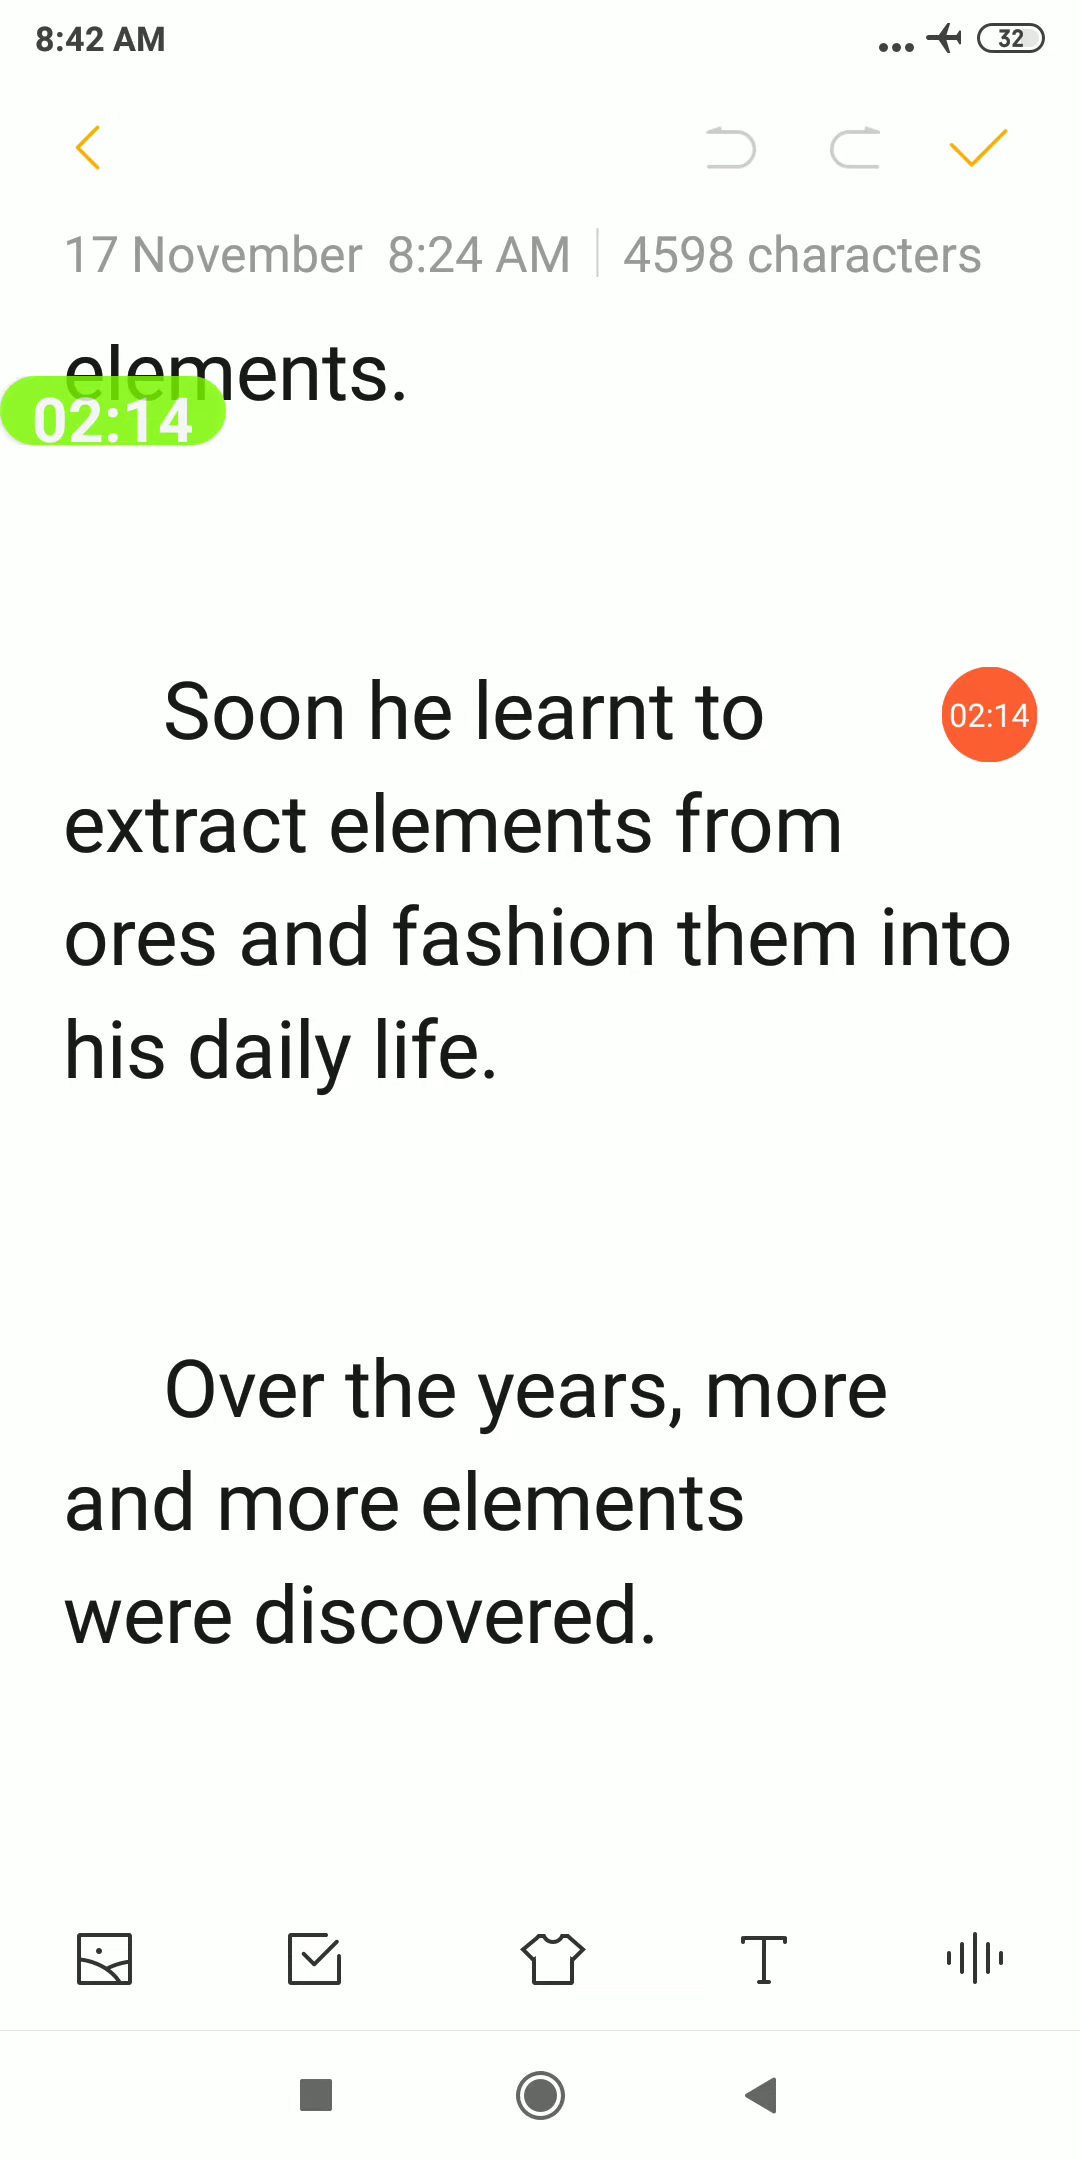 8:42 AM
32
17 November 8:24 AM 4598 characters
elements.
02:14
Soon he learnt to
02:14
extract elements from
ores and fashion them into
his daily life.
Over the years, more
and more elements
were discovered.